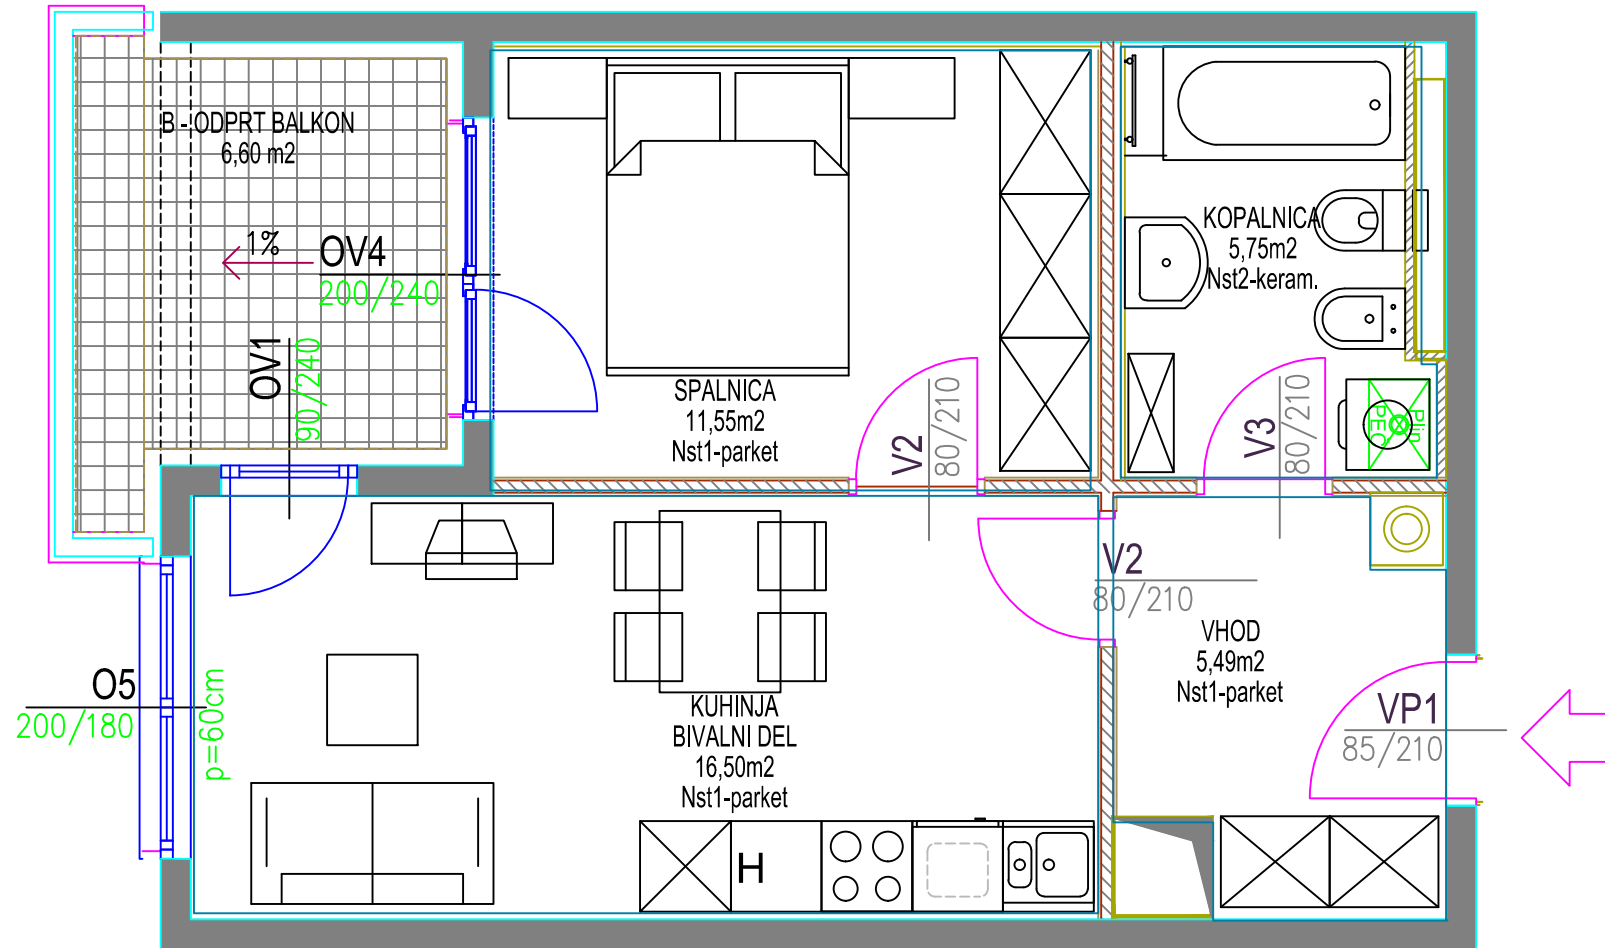 B - ODPRT BALKON
6,60 m2
1%
OV4
200/240
OV1
90/240
SPALNICA
11,55m2
Nst1-parket
V2
80/210
KOPALNICA
5,75m2
Nst2-keram.
V3
80/210
Plin
PEČ
V2
80/210
VHOD
5,49m2
Nst1-parket
VP1
85/210
O5
200/180
p=60cm
KUHINJA
BIVALNI DEL
16,50m2
Nst1-parket
H